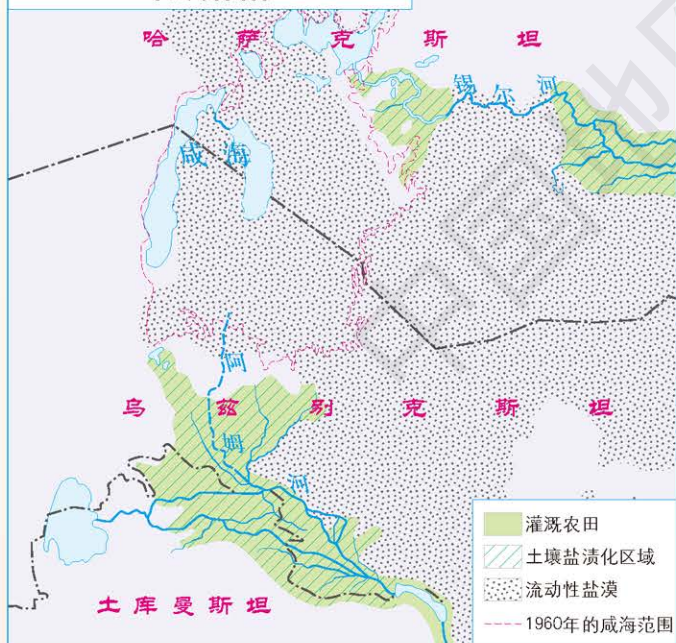 哈萨克斯坦
锡尔河
咸海
阿姆河
乌兹别克斯坦
土库曼斯坦
灌溉农田
土壤盐渍化区域
流动性盐漠
1960年的咸海范围